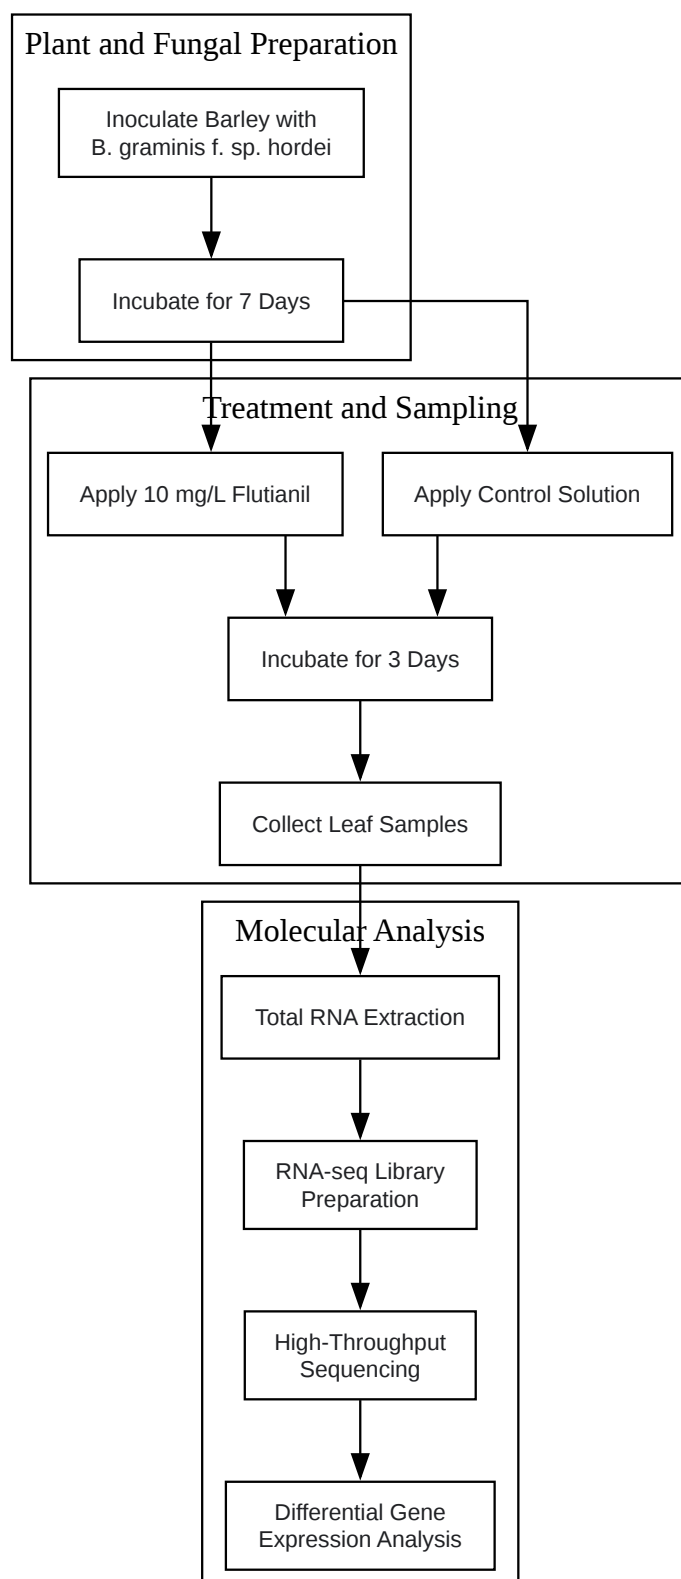 Plant and Fungal Preparation
Inoculate Barley with
B. graminis f. sp. hordei
Incubate for 7 Days
Treatment and Sampling
Apply 10 mg/L Flutianil
Apply Control Solution
Incubate for 3 Days
Collect Leaf Samples
Molecular Analysis
Total RNA Extraction
RNA-seq Library
Preparation
High-Throughput
Sequencing
Differential Gene
Expression Analysis